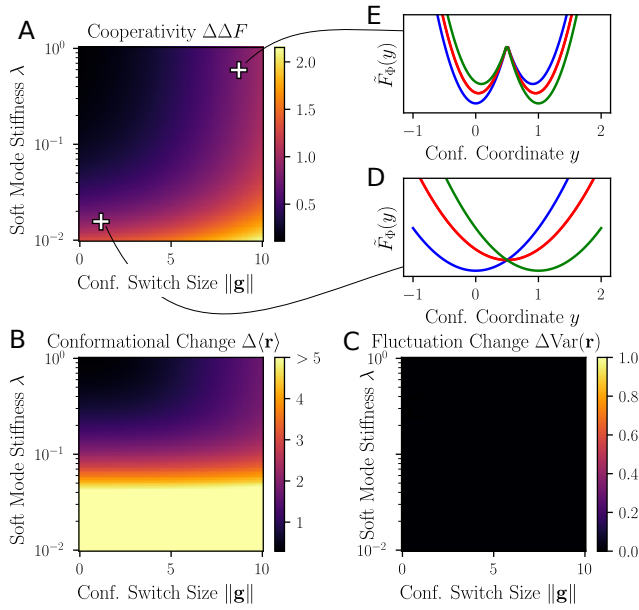 A
Cooperativity ΔΔF
10⁰
10⁻¹
10⁻²
Soft Mode Stiffness λ
0
5
10
Conf. Switch Size ‖g‖
2.0
1.5
1.0
0.5
E
F̃_Φ(y)
−1
0
1
2
Conf. Coordinate y
D
F̃_Φ(y)
−1
0
1
2
Conf. Coordinate y
B
Conformational Change Δ⟨r⟩
10⁰
10⁻¹
10⁻²
Soft Mode Stiffness λ
0
5
10
Conf. Switch Size ‖g‖
> 5
4
3
2
1
C
Fluctuation Change ΔVar(r)
10⁰
10⁻¹
10⁻²
Soft Mode Stiffness λ
0
5
10
Conf. Switch Size ‖g‖
1.0
0.8
0.6
0.4
0.2
0.0